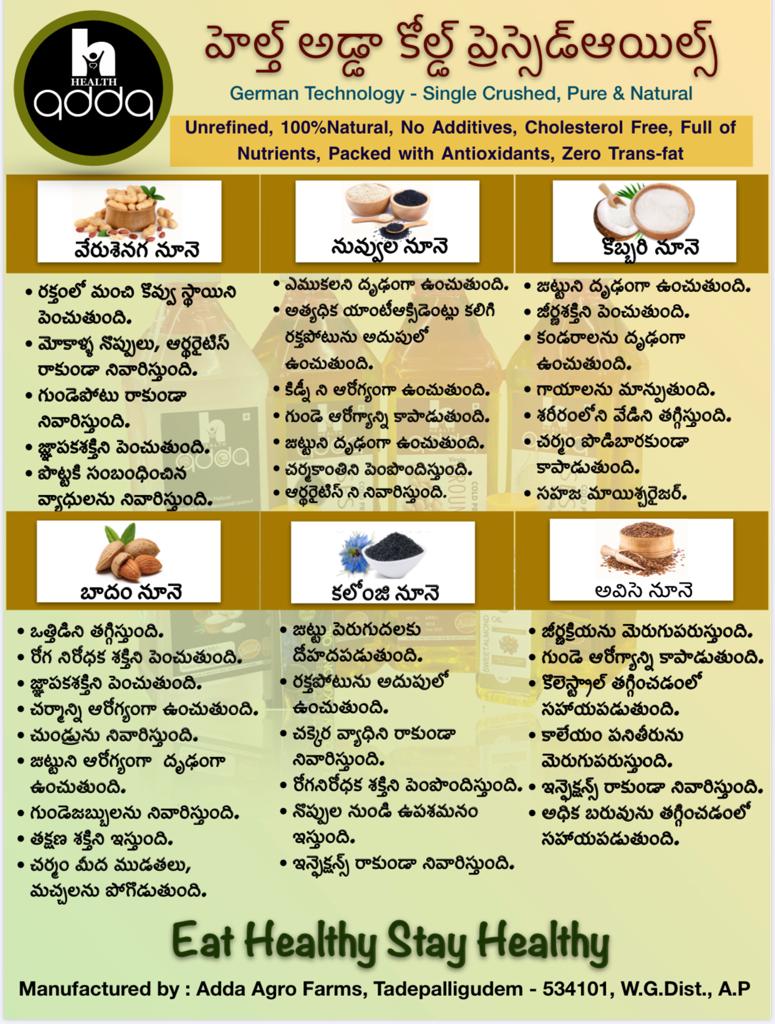 h
HEALTH
adda
హెల్త్ అడ్డా కోల్డ్ ప్రెస్సెడ్ఆయిల్స్
German Technology - Single Crushed, Pure & Natural
Unrefined, 100%Natural, No Additives, Cholesterol Free, Full of
Nutrients, Packed with Antioxidants, Zero Trans-fat
వేరుశెనగ నూనె
• రక్తంలో మంచి కొవ్వు స్థాయిని
పెంచుతుంది.
• మోకాళ్ళ నొప్పులు, ఆర్థరైటిస్
రాకుండా నివారిస్తుంది.
• గుండెపోటు రాకుండా
నివారిస్తుంది.
• జ్ఞాపకశక్తిని పెంచుతుంది.
• పొట్టకి సంబంధించిన
వ్యాధులను నివారిస్తుంది.
నువ్వుల నూనె
• ఎముకలని దృఢంగా ఉంచుతుంది.
• అత్యధిక యాంటీఆక్సిడెంట్లు కలిగి
రక్తపోటును అదుపులో
ఉంచుతుంది.
• కిడ్నీ ని ఆరోగ్యంగా ఉంచుతుంది.
• గుండె ఆరోగ్యాన్ని కాపాడుతుంది.
• జుట్టుని దృఢంగా ఉంచుతుంది.
• చర్మకాంతిని పెంపొందిస్తుంది.
• ఆర్థరైటిస్ ని నివారిస్తుంది.
కొబ్బరి నూనె
• జుట్టుని దృఢంగా ఉంచుతుంది.
• జీర్ణశక్తిని పెంచుతుంది.
• కండరాలను దృఢంగా
ఉంచుతుంది.
• గాయాలను మాన్పుతుంది.
• శరీరంలోని వేడిని తగ్గిస్తుంది.
• చర్మం పొడిబారకుండా
కాపాడుతుంది.
• సహజ మాయిశ్చరైజర్.
బాదం నూనె
• ఒత్తిడిని తగ్గిస్తుంది.
• రోగ నిరోధక శక్తిని పెంచుతుంది.
• జ్ఞాపకశక్తిని పెంచుతుంది.
• చర్మాన్ని ఆరోగ్యంగా ఉంచుతుంది.
• చుండ్రును నివారిస్తుంది.
• జుట్టుని ఆరోగ్యంగా దృఢంగా
ఉంచుతుంది.
• గుండెజబ్బులను నివారిస్తుంది.
• తక్షణ శక్తిని ఇస్తుంది.
• చర్మం మీద ముడతలు,
మచ్చలను పోగొడుతుంది.
కలోంజి నూనె
• జుట్టు పెరుగుదలకు
దోహదపడుతుంది.
• రక్తపోటును అదుపులో
ఉంచుతుంది.
• చక్కెర వ్యాధిని రాకుండా
నివారిస్తుంది.
• రోగనిరోధక శక్తిని పెంపొందిస్తుంది.
• నొప్పుల నుండి ఉపశమనం
ఇస్తుంది.
• ఇన్ఫెక్షన్స్ రాకుండా నివారిస్తుంది.
అవిసె నూనె
• జీర్ణక్రియను మెరుగుపరుస్తుంది.
• గుండె ఆరోగ్యాన్ని కాపాడుతుంది.
• కొలెస్ట్రాల్ తగ్గించడంలో
సహాయపడుతుంది.
• కాలేయం పనితీరును
మెరుగుపరుస్తుంది.
• ఇన్ఫెక్షన్స్ రాకుండా నివారిస్తుంది.
• అధిక బరువును తగ్గించడంలో
సహాయపడుతుంది.
Eat Healthy Stay Healthy
Manufactured by : Adda Agro Farms, Tadepalligudem - 534101, W.G.Dist., A.P